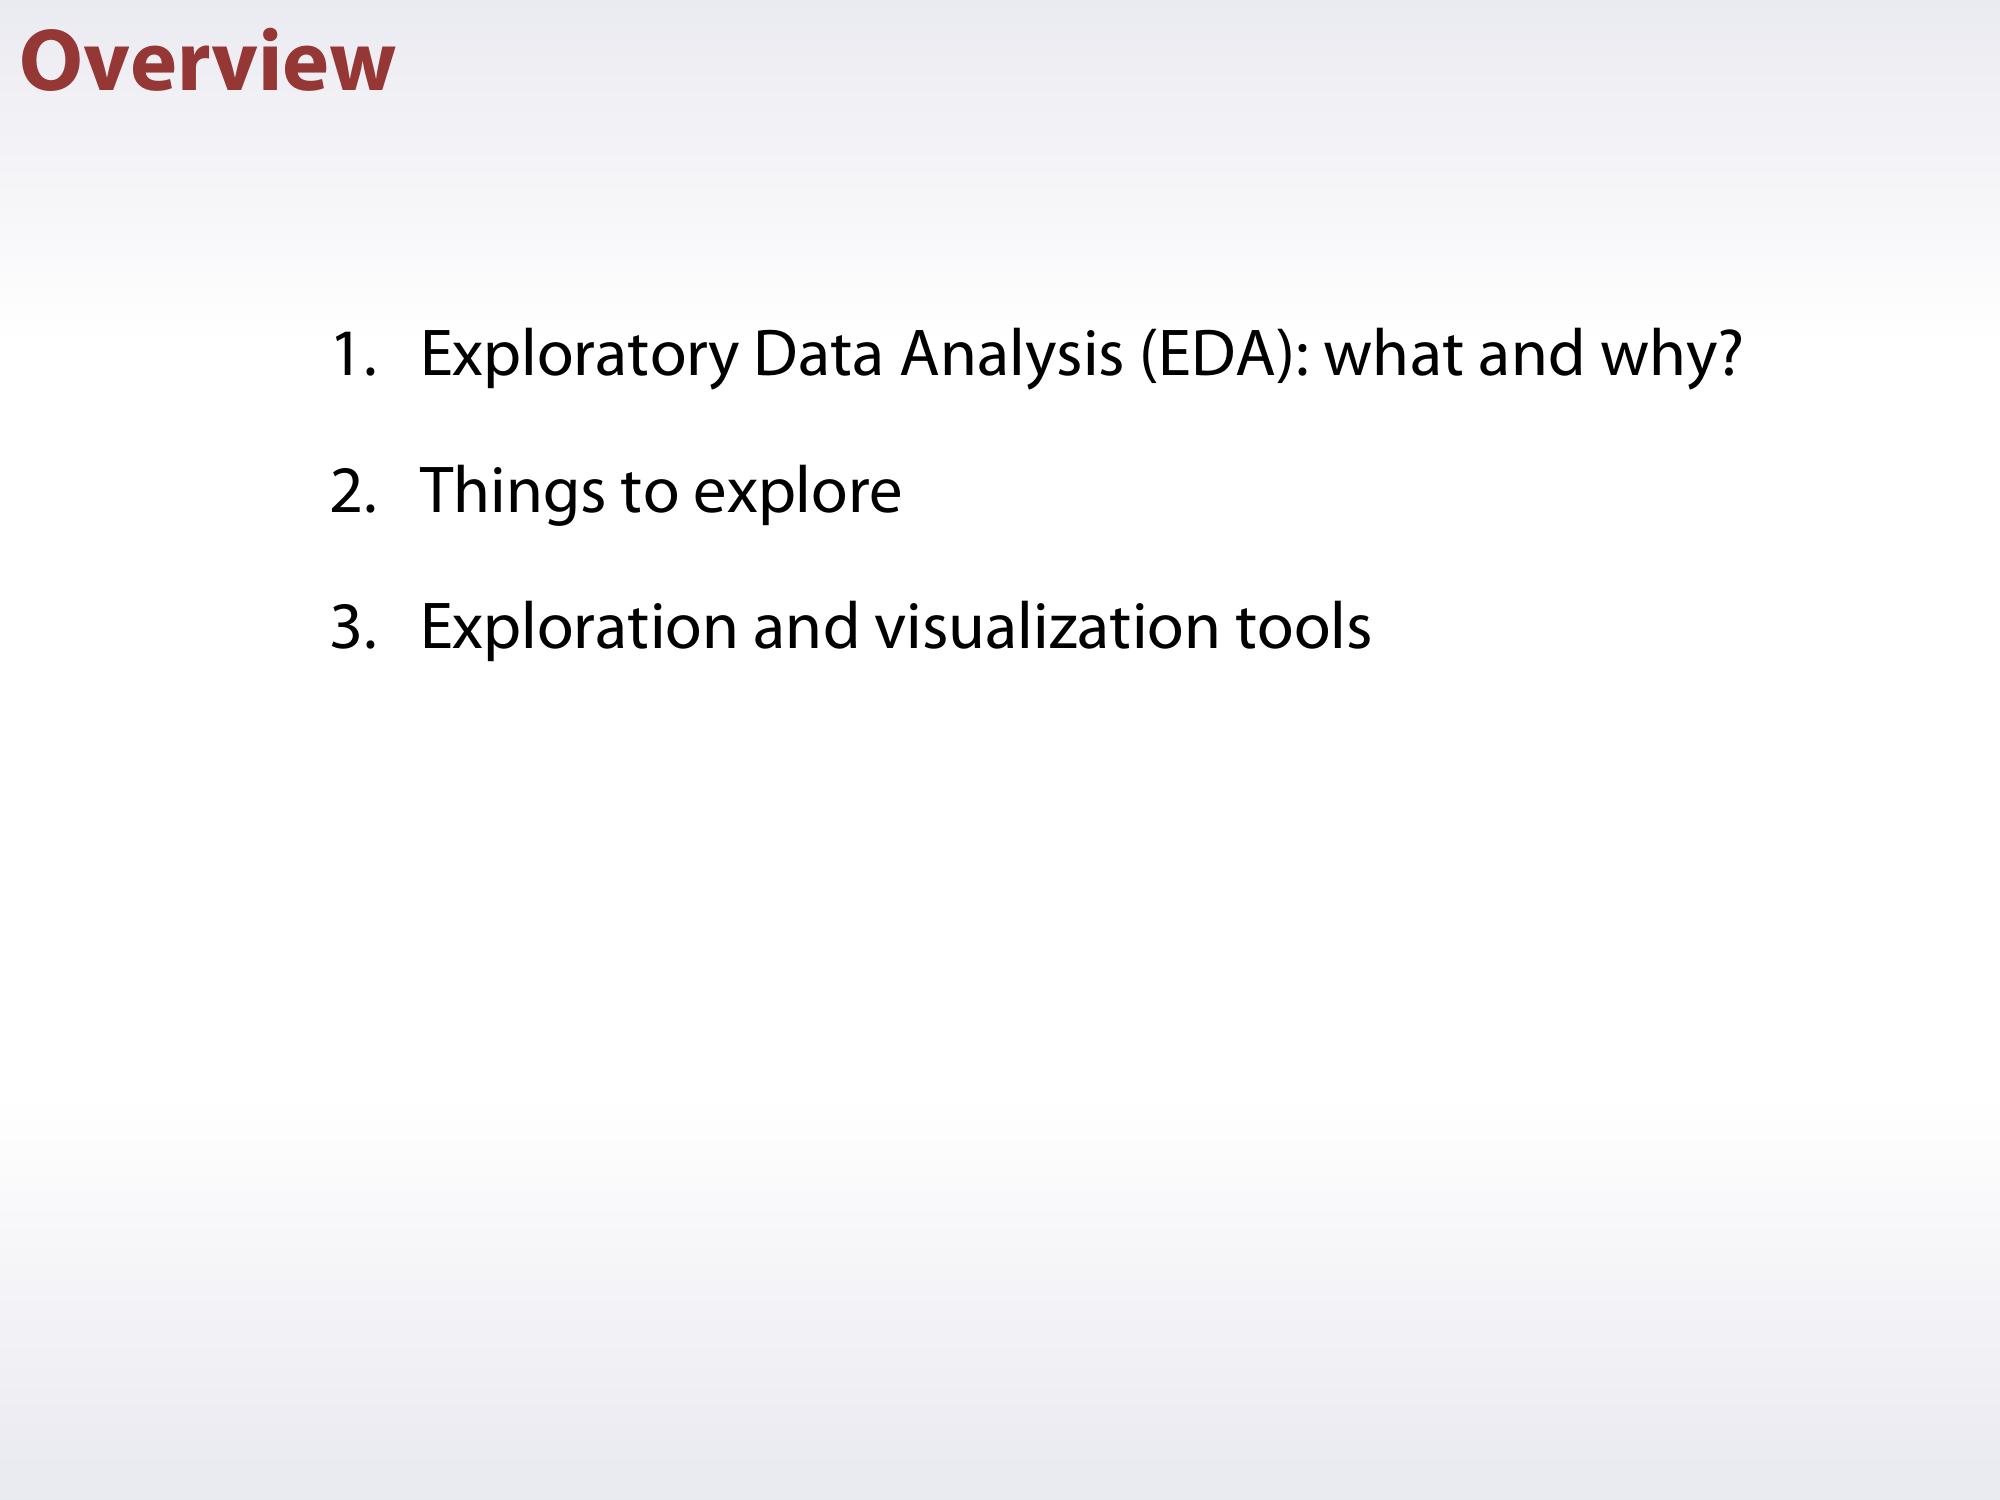 Overview
1. Exploratory Data Analysis (EDA): what and why?
2. Things to explore
3. Exploration and visualization tools